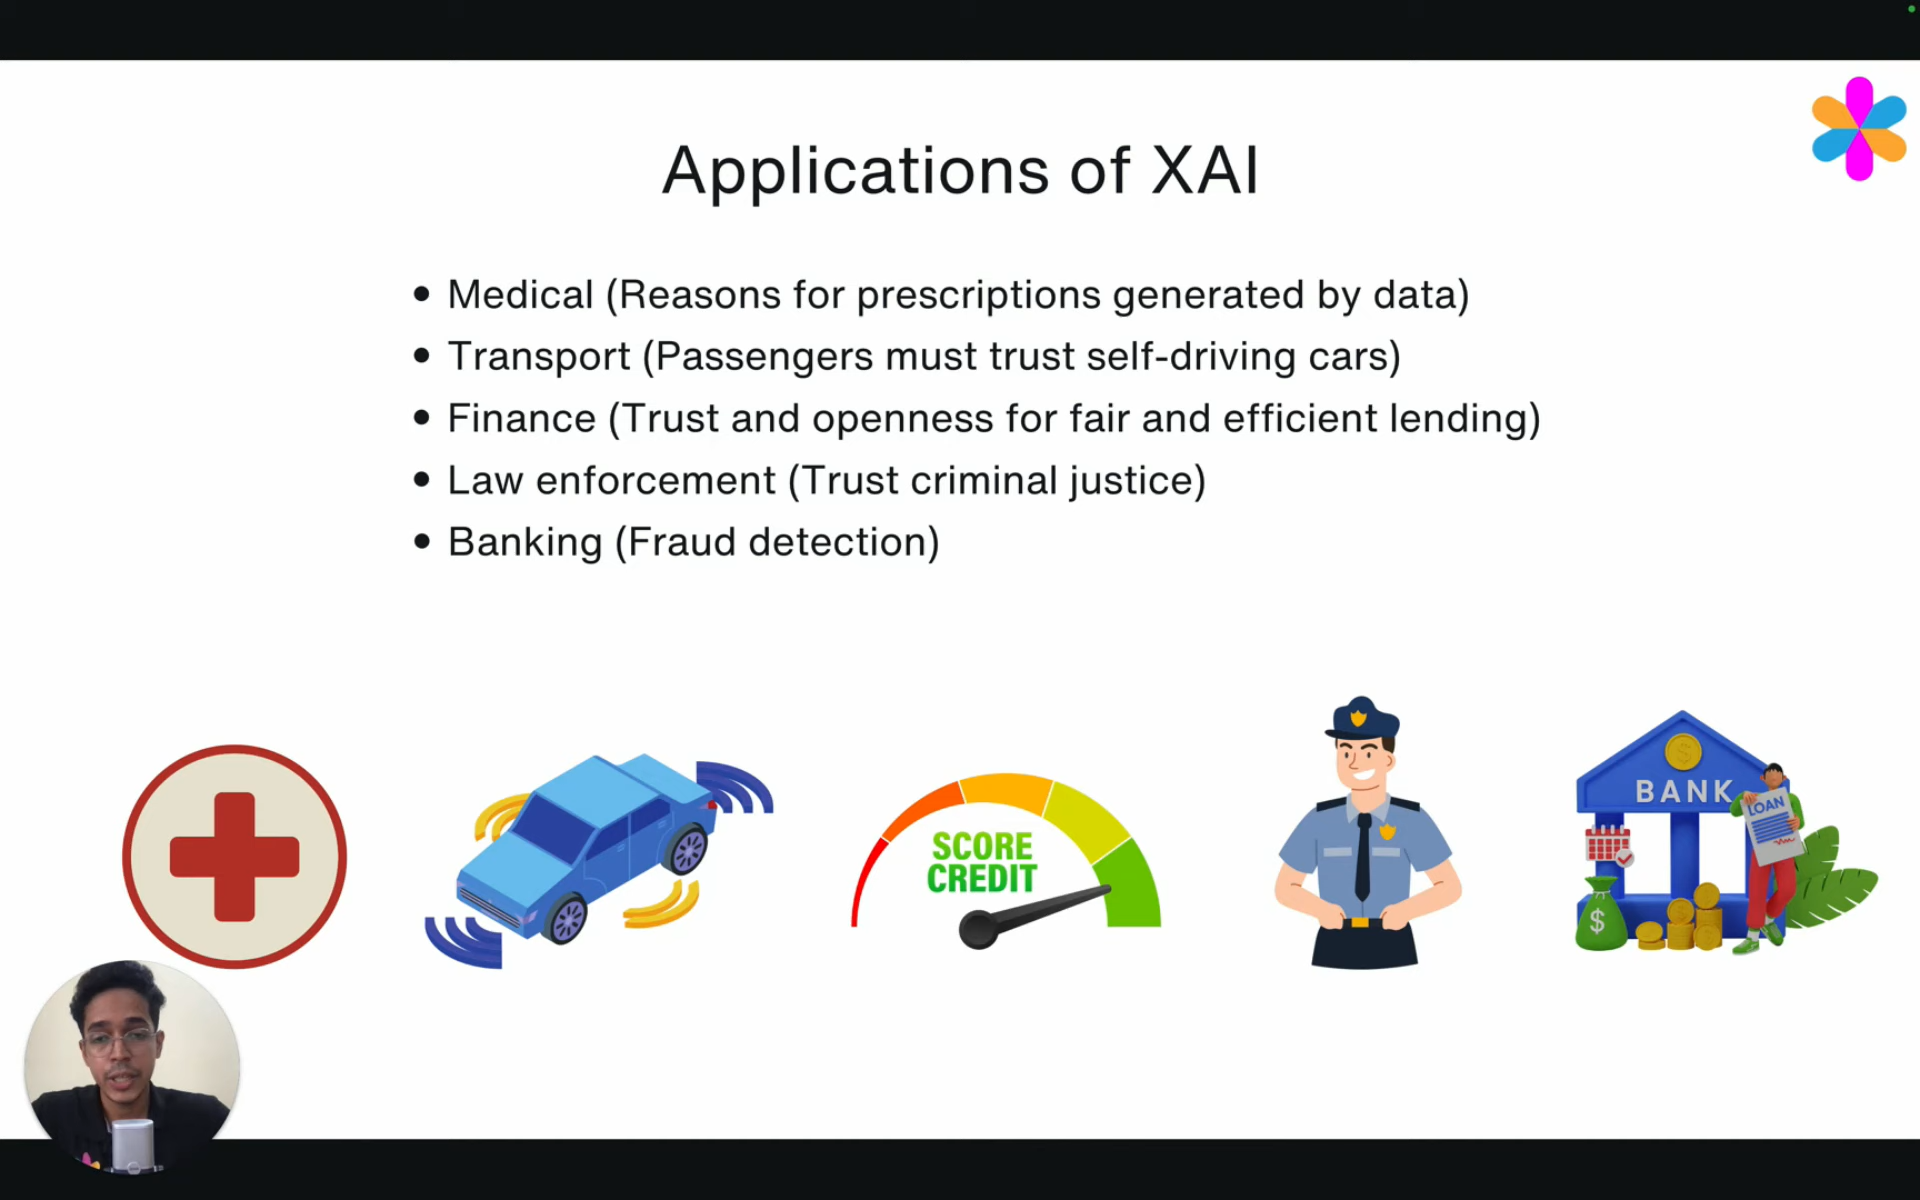 Applications of XAI
• Medical (Reasons for prescriptions generated by data)
• Transport (Passengers must trust self-driving cars)
• Finance (Trust and openness for fair and efficient lending)
• Law enforcement (Trust criminal justice)
• Banking (Fraud detection)
SCORE
CREDIT
BANK
LOAN
$
$